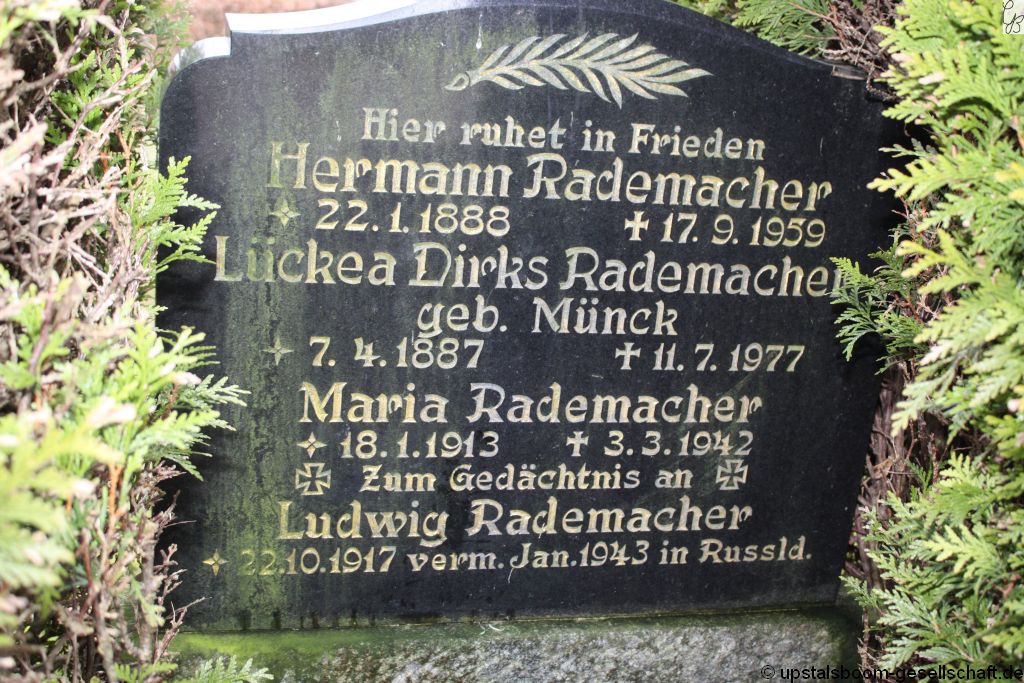 Hier ruhet in Frieden
Hermann Rademacher
22. 1. 1888 17. 9. 1959
Lückea Dirks Rademacher
geb. Münck
7. 4. 1887 11. 7. 1977
Maria Rademacher
18. 1. 1913 3. 3. 1942
Zum Gedächtnis an
Ludwig Rademacher
22.10.1917 verm. Jan. 1943 in Russld.
© upstalsboom-gesellschaft.de